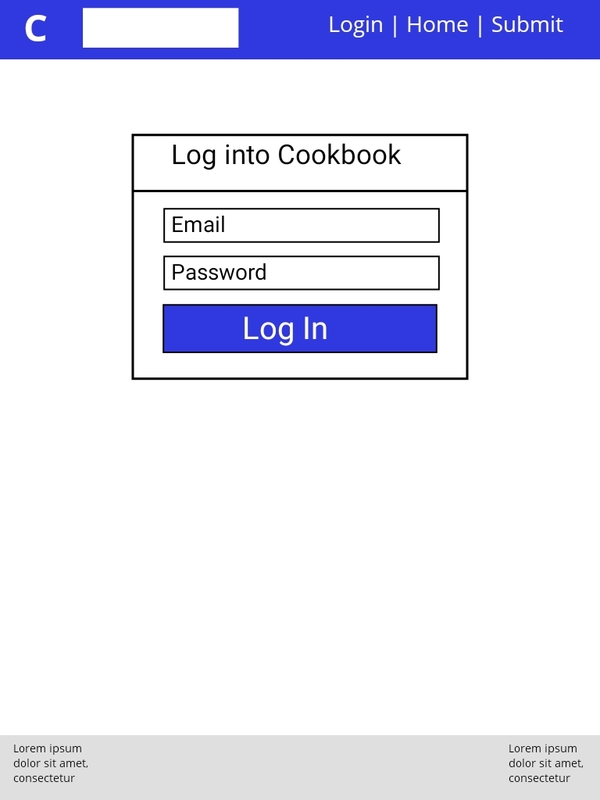 C
Login | Home | Submit
Log into Cookbook
Email
Password
Log In
Lorem ipsum
dolor sit amet,
consectetur
Lorem ipsum
dolor sit amet,
consectetur